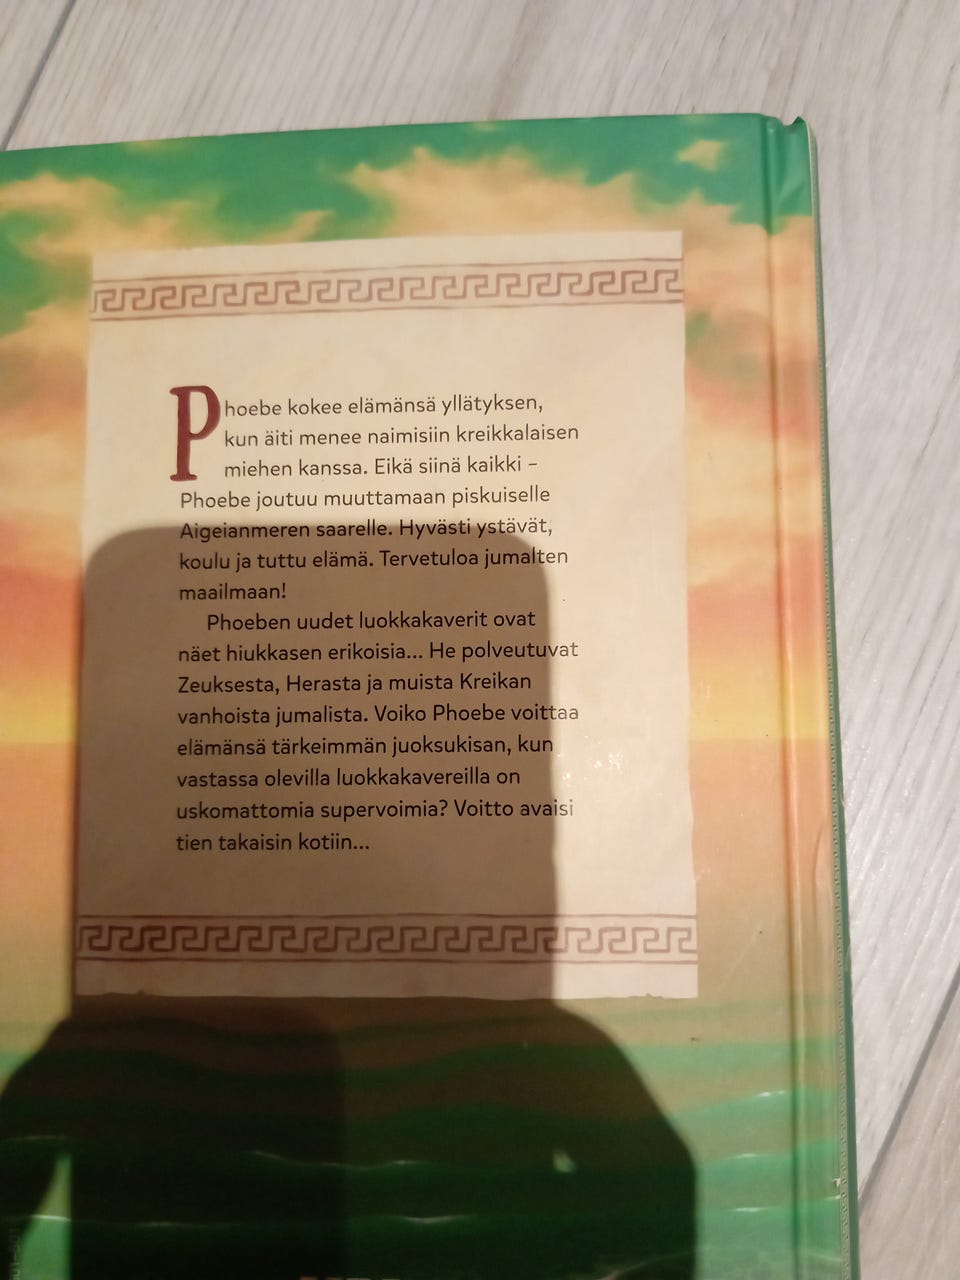 Phoebe kokee elämänsä yllätyksen,
kun äiti menee naimisiin kreikkalaisen
miehen kanssa. Eikä siinä kaikki –
Phoebe joutuu muuttamaan piskuiselle
Aigeianmeren saarelle. Hyvästi ystävät,
koulu ja tuttu elämä. Tervetuloa jumalten
maailmaan!
Phoeben uudet luokkakaverit ovat
näet hiukkasen erikoisia... He polveutuvat
Zeuksesta, Herasta ja muista Kreikan
vanhoista jumalista. Voiko Phoebe voittaa
elämänsä tärkeimmän juoksukisan, kun
vastassa olevilla luokkakavereilla on
uskomattomia supervoimia? Voitto avaisi
tien takaisin kotiin...